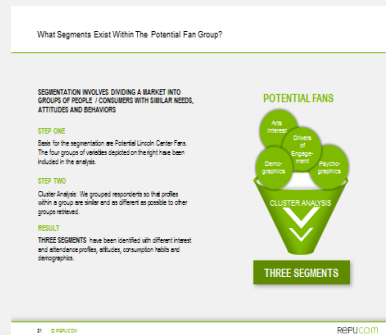 What Segments Exist Within The Potential Fan Group?
SEGMENTATION INVOLVES DIVIDING A MARKET INTO
GROUPS OF PEOPLE / CONSUMERS WITH SIMILAR NEEDS,
ATTITUDES AND BEHAVIORS
STEP ONE
Basis for the segmentation are Potential Lincoln Center Fans.
The four groups of variables depicted on the right have been
included in the analysis.
STEP TWO
Cluster Analysis: We grouped respondents so that profiles
within a group are similar and as different as possible to other
groups retrieved.
RESULT
THREE SEGMENTS have been identified with different interest
and attendance profiles, attitudes, consumption habits and
demographics.
POTENTIAL FANS
Arts
Interest
Drivers
of
Engage-
ment
Demo-
graphics
Psycho-
graphics
CLUSTER ANALYSIS
THREE SEGMENTS
21 © REPUCOM
REPUCOM